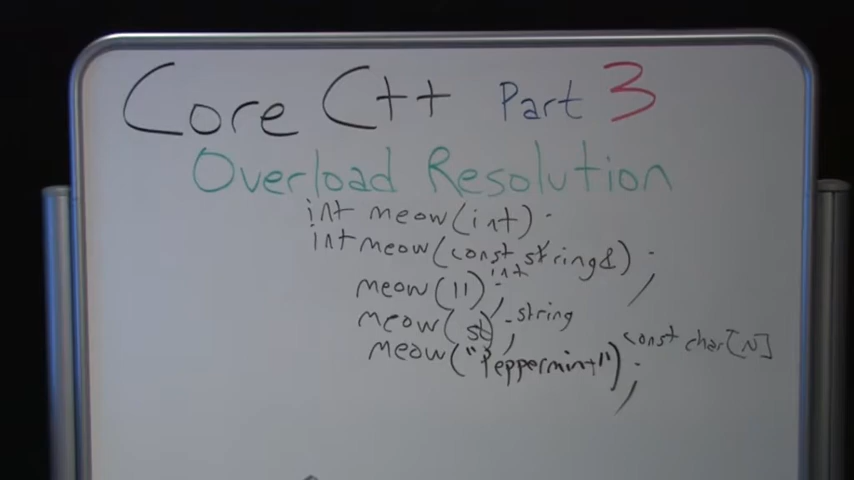 Core C++ Part 3
Overload Resolution
int meow(int);
int meow(const string&);
meow(11); int
meow(st); string
meow("Peppermint"); const char[N]